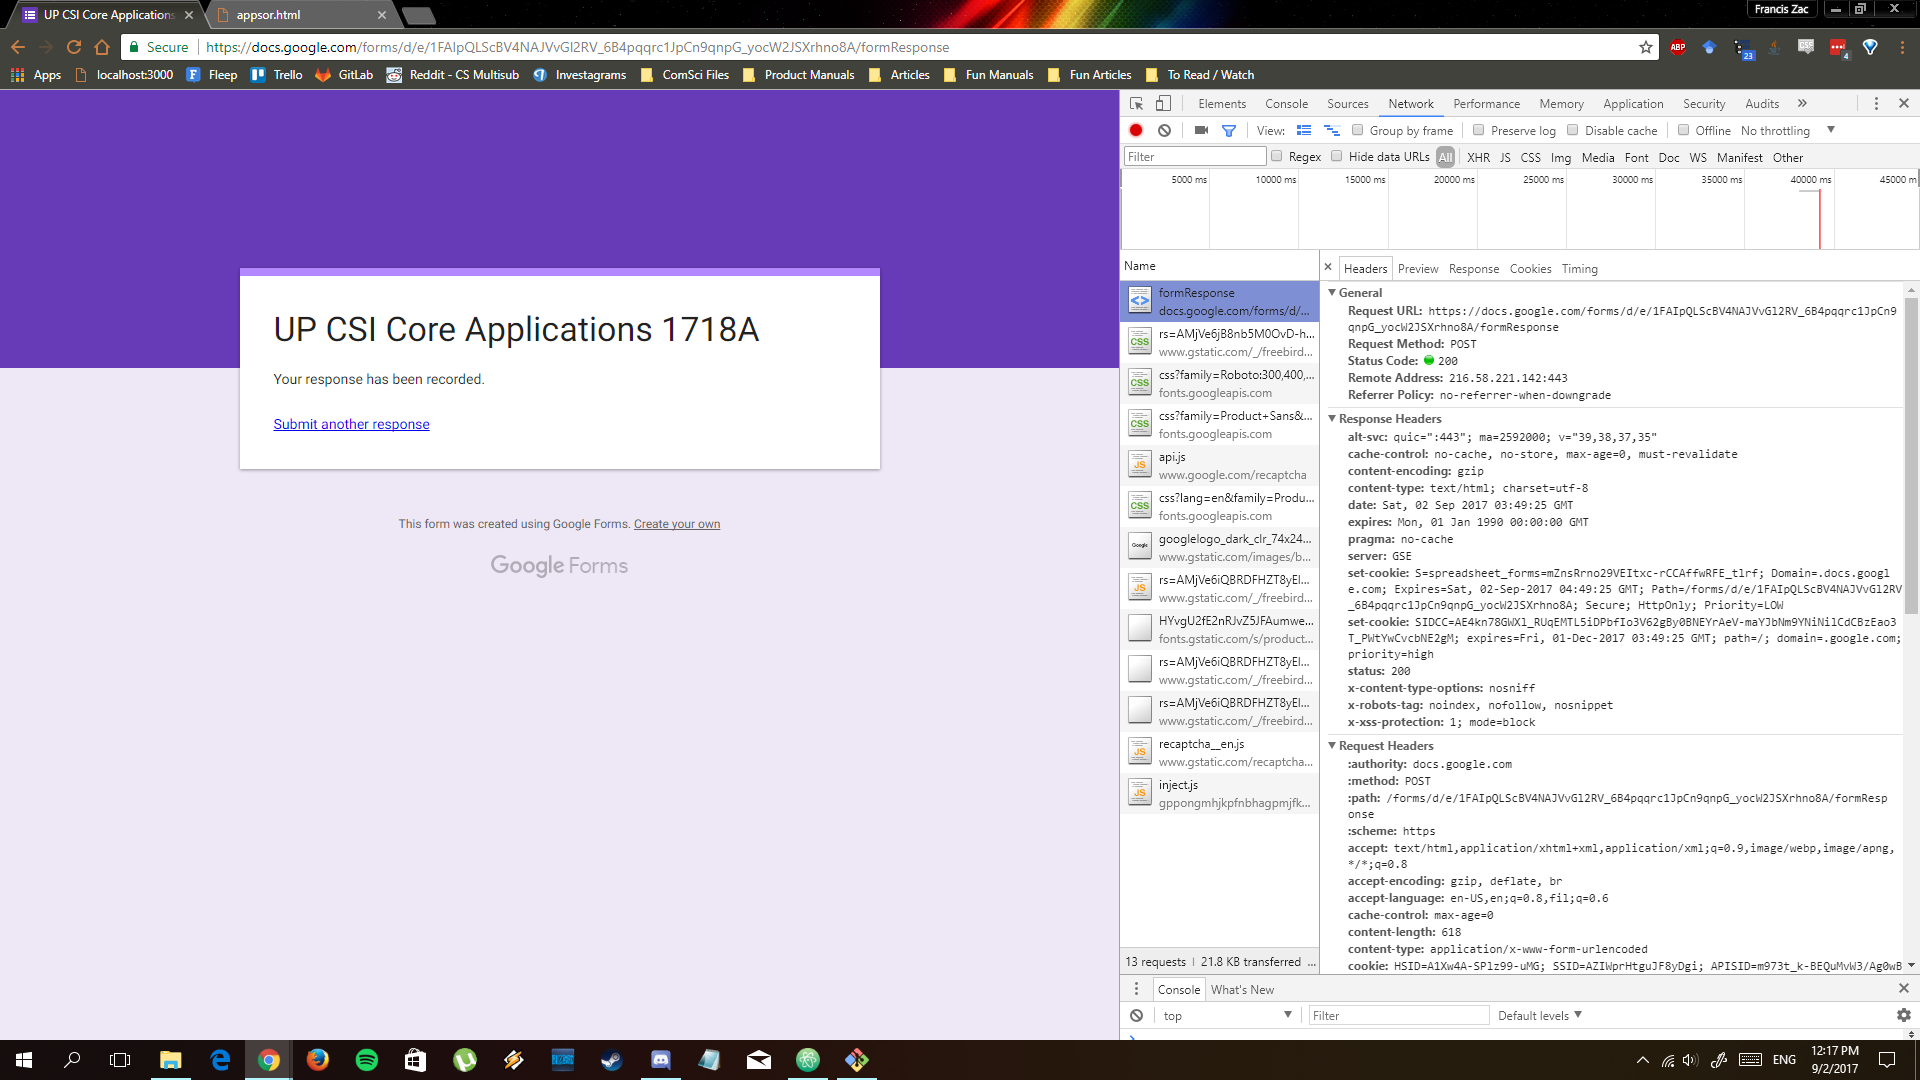 UP CSI Core Applications
appsor.html
Francis Zac
Secure
https://docs.google.com/forms/d/e/1FAIpQLScBV4NAJVvGl2RV_6B4pqqrc1JpCn9qnpG_yocW2JSXrhno8A/formResponse
ABP
23
CSS
4
Apps
localhost:3000
Fleep
Trello
GitLab
Reddit - CS Multisub
Investagrams
ComSci Files
Product Manuals
Articles
Fun Manuals
Fun Articles
To Read / Watch
UP CSI Core Applications 1718A
Your response has been recorded.
Submit another response
This form was created using Google Forms. Create your own
Google Forms
Elements Console Sources Network Performance Memory Application Security Audits »
View: Group by frame Preserve log Disable cache Offline No throttling
Filter Regex Hide data URLs All XHR JS CSS Img Media Font Doc WS Manifest Other
5000 ms 10000 ms 15000 ms 20000 ms 25000 ms 30000 ms 35000 ms 40000 ms 45000 m
Name
formResponse
docs.google.com/forms/d/...
rs=AMjVe6jB8nb5M0OvD-h...
www.gstatic.com/_/freebird...
css?family=Roboto:300,400,...
fonts.googleapis.com
css?family=Product+Sans&...
fonts.googleapis.com
api.js
www.google.com/recaptcha
css?lang=en&family=Produ...
fonts.googleapis.com
googlelogo_dark_clr_74x24...
www.gstatic.com/images/b...
rs=AMjVe6iQBRDFHZT8yEl...
www.gstatic.com/_/freebird...
HYvgU2fE2nRJvZ5JFAumwe...
fonts.gstatic.com/s/product...
rs=AMjVe6iQBRDFHZT8yEl...
www.gstatic.com/_/freebird...
rs=AMjVe6iQBRDFHZT8yEl...
www.gstatic.com/_/freebird...
recaptcha__en.js
www.gstatic.com/recaptcha...
inject.js
gppongmhjkpfnbhagpmjfk...
13 requests | 21.8 KB transferred ...
Headers Preview Response Cookies Timing
General
Request URL: https://docs.google.com/forms/d/e/1FAIpQLScBV4NAJVvGl2RV_6B4pqqrc1JpCn9
qnpG_yocW2JSXrhno8A/formResponse
Request Method: POST
Status Code: 200
Remote Address: 216.58.221.142:443
Referrer Policy: no-referrer-when-downgrade
Response Headers
alt-svc: quic=":443"; ma=2592000; v="39,38,37,35"
cache-control: no-cache, no-store, max-age=0, must-revalidate
content-encoding: gzip
content-type: text/html; charset=utf-8
date: Sat, 02 Sep 2017 03:49:25 GMT
expires: Mon, 01 Jan 1990 00:00:00 GMT
pragma: no-cache
server: GSE
set-cookie: S=spreadsheet_forms=mZnsRrno29VEItxc-rCCAffwRFE_tlrf; Domain=.docs.googl
e.com; Expires=Sat, 02-Sep-2017 04:49:25 GMT; Path=/forms/d/e/1FAIpQLScBV4NAJVvGl2RV
_6B4pqqrc1JpCn9qnpG_yocW2JSXrhno8A; Secure; HttpOnly; Priority=LOW
set-cookie: SIDCC=AE4kn78GWXl_RUqEMTL5iDPbfIo3V62gBy0BNEYrAeV-maYJbNm9YNiNilCdCBzEao3
T_PWtYwCvcbNE2gM; expires=Fri, 01-Dec-2017 03:49:25 GMT; path=/; domain=.google.com;
priority=high
status: 200
x-content-type-options: nosniff
x-robots-tag: noindex, nofollow, nosnippet
x-xss-protection: 1; mode=block
Request Headers
:authority: docs.google.com
:method: POST
:path: /forms/d/e/1FAIpQLScBV4NAJVvGl2RV_6B4pqqrc1JpCn9qnpG_yocW2JSXrhno8A/formResp
onse
:scheme: https
accept: text/html,application/xhtml+xml,application/xml;q=0.9,image/webp,image/apng,
*/*;q=0.8
accept-encoding: gzip, deflate, br
accept-language: en-US,en;q=0.8,fil;q=0.6
cache-control: max-age=0
content-length: 618
content-type: application/x-www-form-urlencoded
cookie: HSID=A1Xw4A-SPlz99-uMG; SSID=AZIWprHtguJF8yDgi; APISID=m973t_k-BEQuMvW3/Ag0wB
Console What's New
top Filter Default levels
ENG
12:17 PM
9/2/2017